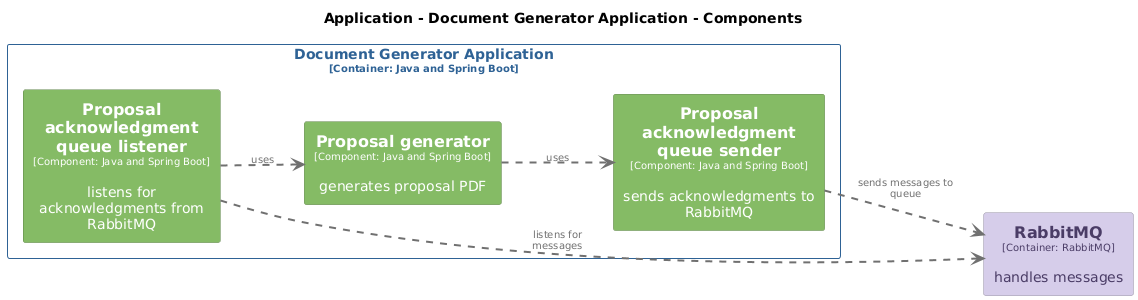 Application - Document Generator Application - Components
Document Generator Application
[Container: Java and Spring Boot]
Proposal
acknowledgment
queue listener
[Component: Java and Spring Boot]
listens for
acknowledgments from
RabbitMQ
uses
Proposal generator
[Component: Java and Spring Boot]
generates proposal PDF
uses
Proposal
acknowledgment
queue sender
[Component: Java and Spring Boot]
sends acknowledgments to
RabbitMQ
sends messages to
queue
listens for
messages
RabbitMQ
[Container: RabbitMQ]
handles messages